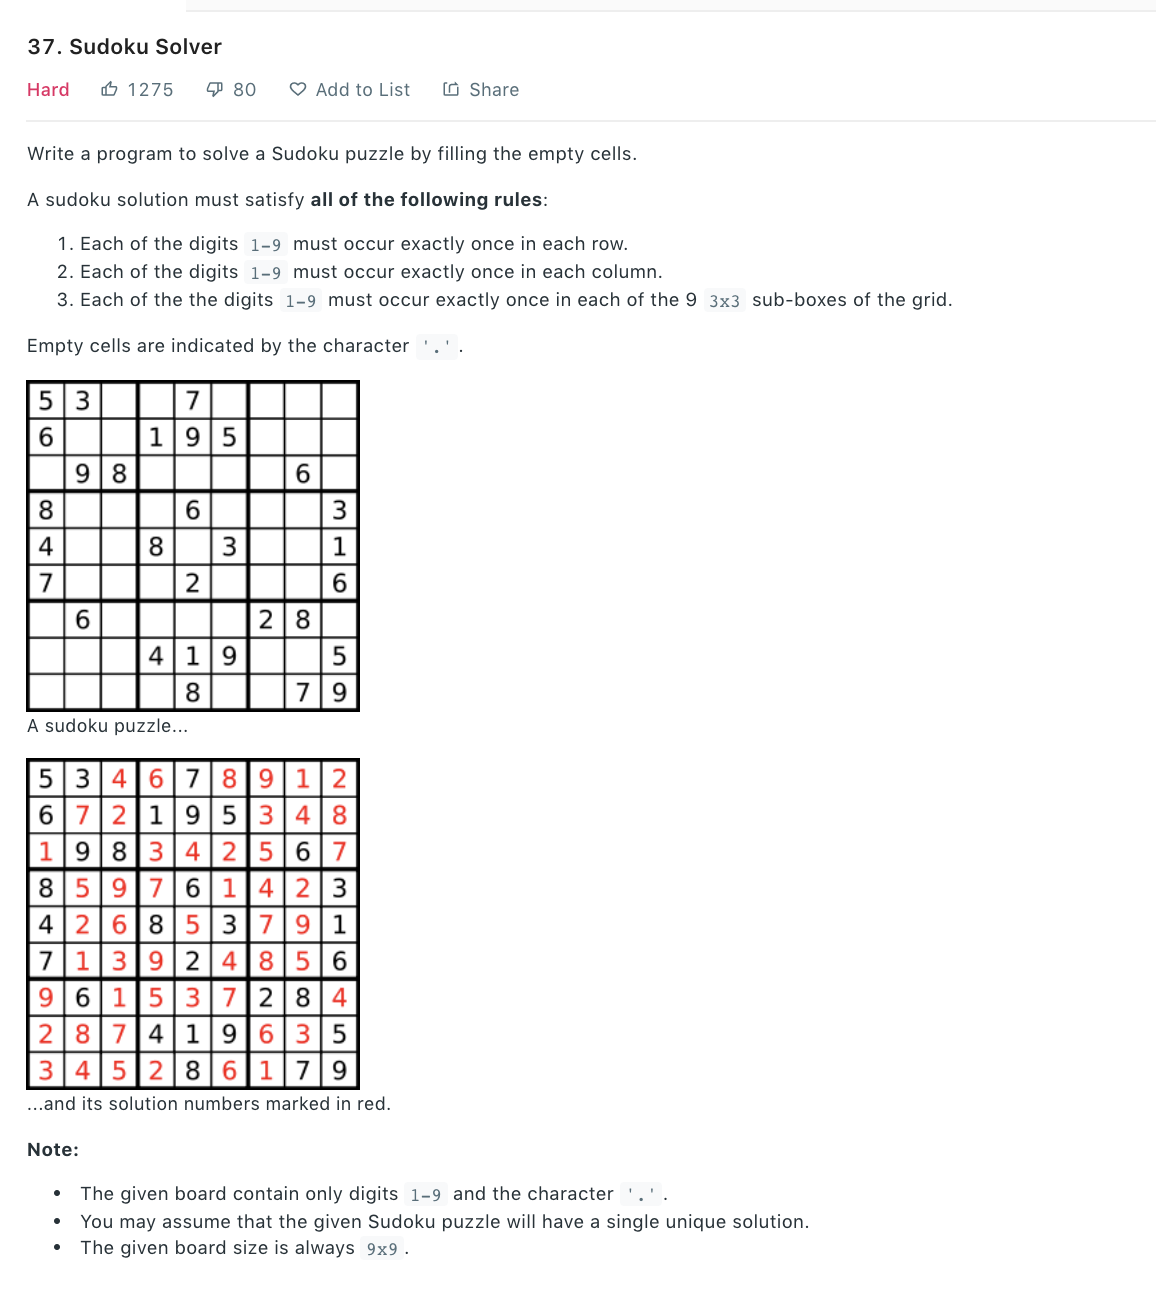 37. Sudoku Solver
Hard 1275 80 Add to List Share
Write a program to solve a Sudoku puzzle by filling the empty cells.
A sudoku solution must satisfy all of the following rules:
1. Each of the digits 1-9 must occur exactly once in each row.
2. Each of the digits 1-9 must occur exactly once in each column.
3. Each of the the digits 1-9 must occur exactly once in each of the 9 3x3 sub-boxes of the grid.
Empty cells are indicated by the character '.'.
5 3 7
6 1 9 5
9 8 6
8 6 3
4 8 3 1
7 2 6
6 2 8
4 1 9 5
8 7 9
A sudoku puzzle...
5 3 4 6 7 8 9 1 2
6 7 2 1 9 5 3 4 8
1 9 8 3 4 2 5 6 7
8 5 9 7 6 1 4 2 3
4 2 6 8 5 3 7 9 1
7 1 3 9 2 4 8 5 6
9 6 1 5 3 7 2 8 4
2 8 7 4 1 9 6 3 5
3 4 5 2 8 6 1 7 9
...and its solution numbers marked in red.
Note:
• The given board contain only digits 1-9 and the character '.'.
• You may assume that the given Sudoku puzzle will have a single unique solution.
• The given board size is always 9x9.